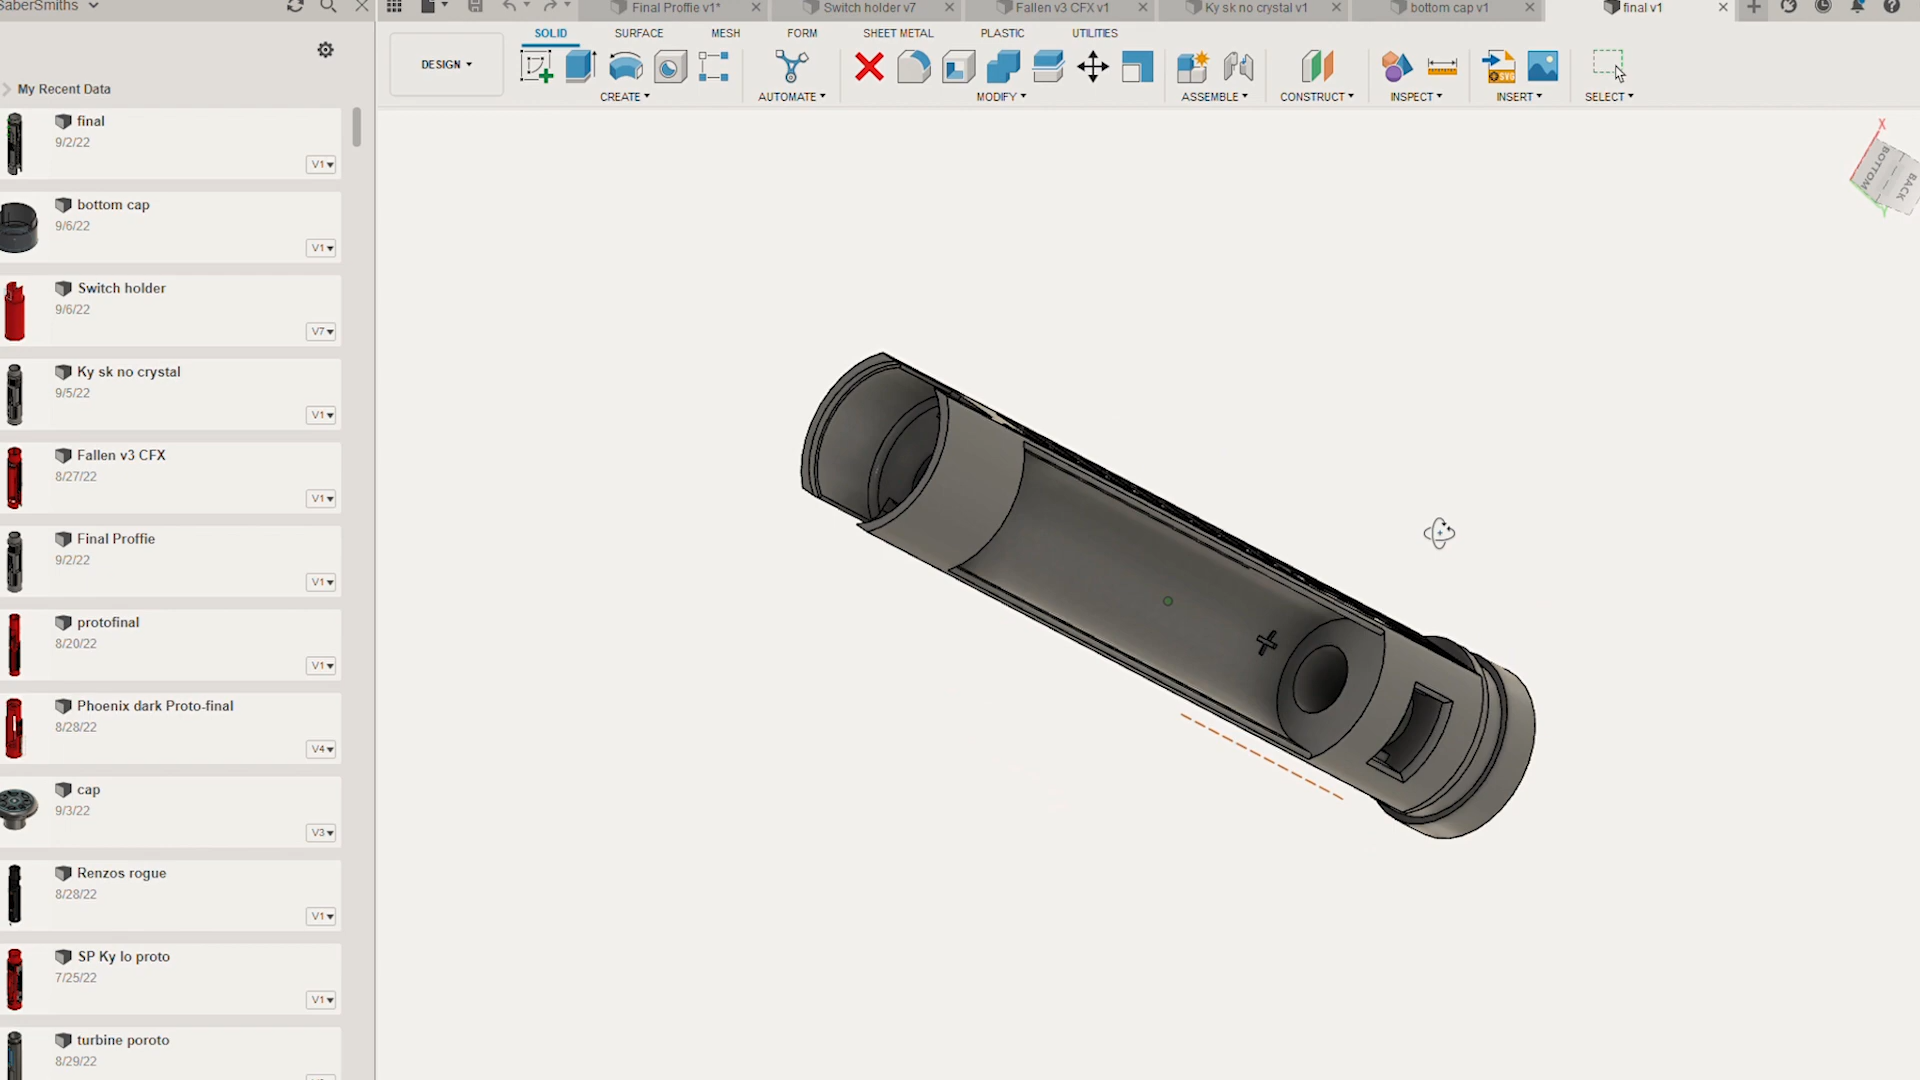 SaberSmiths
Final Proffie v1*
Switch holder v7
Fallen v3 CFX v1
Ky sk no crystal v1
bottom cap v1
final v1
SOLID
SURFACE
MESH
FORM
SHEET METAL
PLASTIC
UTILITIES
DESIGN
CREATE
AUTOMATE
MODIFY
ASSEMBLE
CONSTRUCT
INSPECT
SVG
INSERT
SELECT
My Recent Data
final
9/2/22
V1
bottom cap
9/6/22
V1
Switch holder
9/6/22
V7
Ky sk no crystal
9/5/22
V1
Fallen v3 CFX
8/27/22
V1
Final Proffie
9/2/22
V1
protofinal
8/20/22
V1
Phoenix dark Proto-final
8/28/22
V4
cap
9/3/22
V3
Renzos rogue
8/28/22
V1
SP Ky lo proto
7/25/22
V1
turbine poroto
8/29/22
X
BOTTOM
BACK
Y